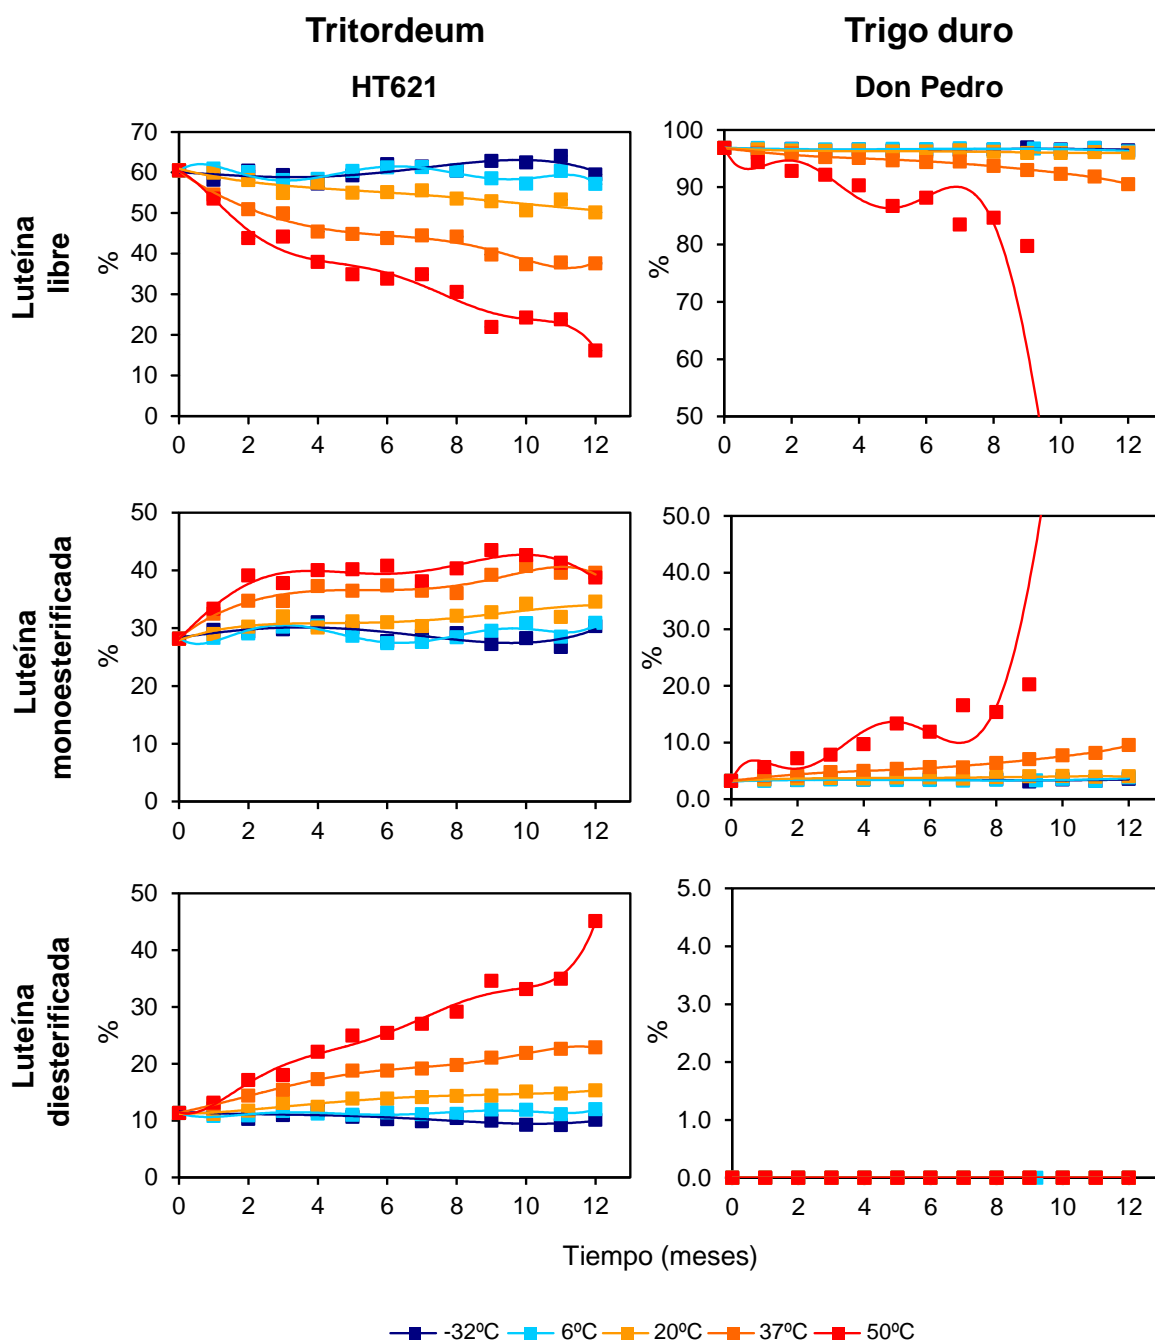 Tritordeum
Trigo duro
HT621
Don Pedro
Luteína
libre
%
70
60
50
40
30
20
10
0
0 2 4 6 8 10 12
%
100
90
80
70
60
50
0 2 4 6 8 10 12
Luteína
monoesterificada
%
50
40
30
20
10
0
0 2 4 6 8 10 12
%
50.0
40.0
30.0
20.0
10.0
0.0
0 2 4 6 8 10 12
Luteína
diesterificada
%
50
40
30
20
10
0
0 2 4 6 8 10 12
%
5.0
4.0
3.0
2.0
1.0
0.0
0 2 4 6 8 10 12
Tiempo (meses)
-32ºC 6ºC 20ºC 37ºC 50ºC